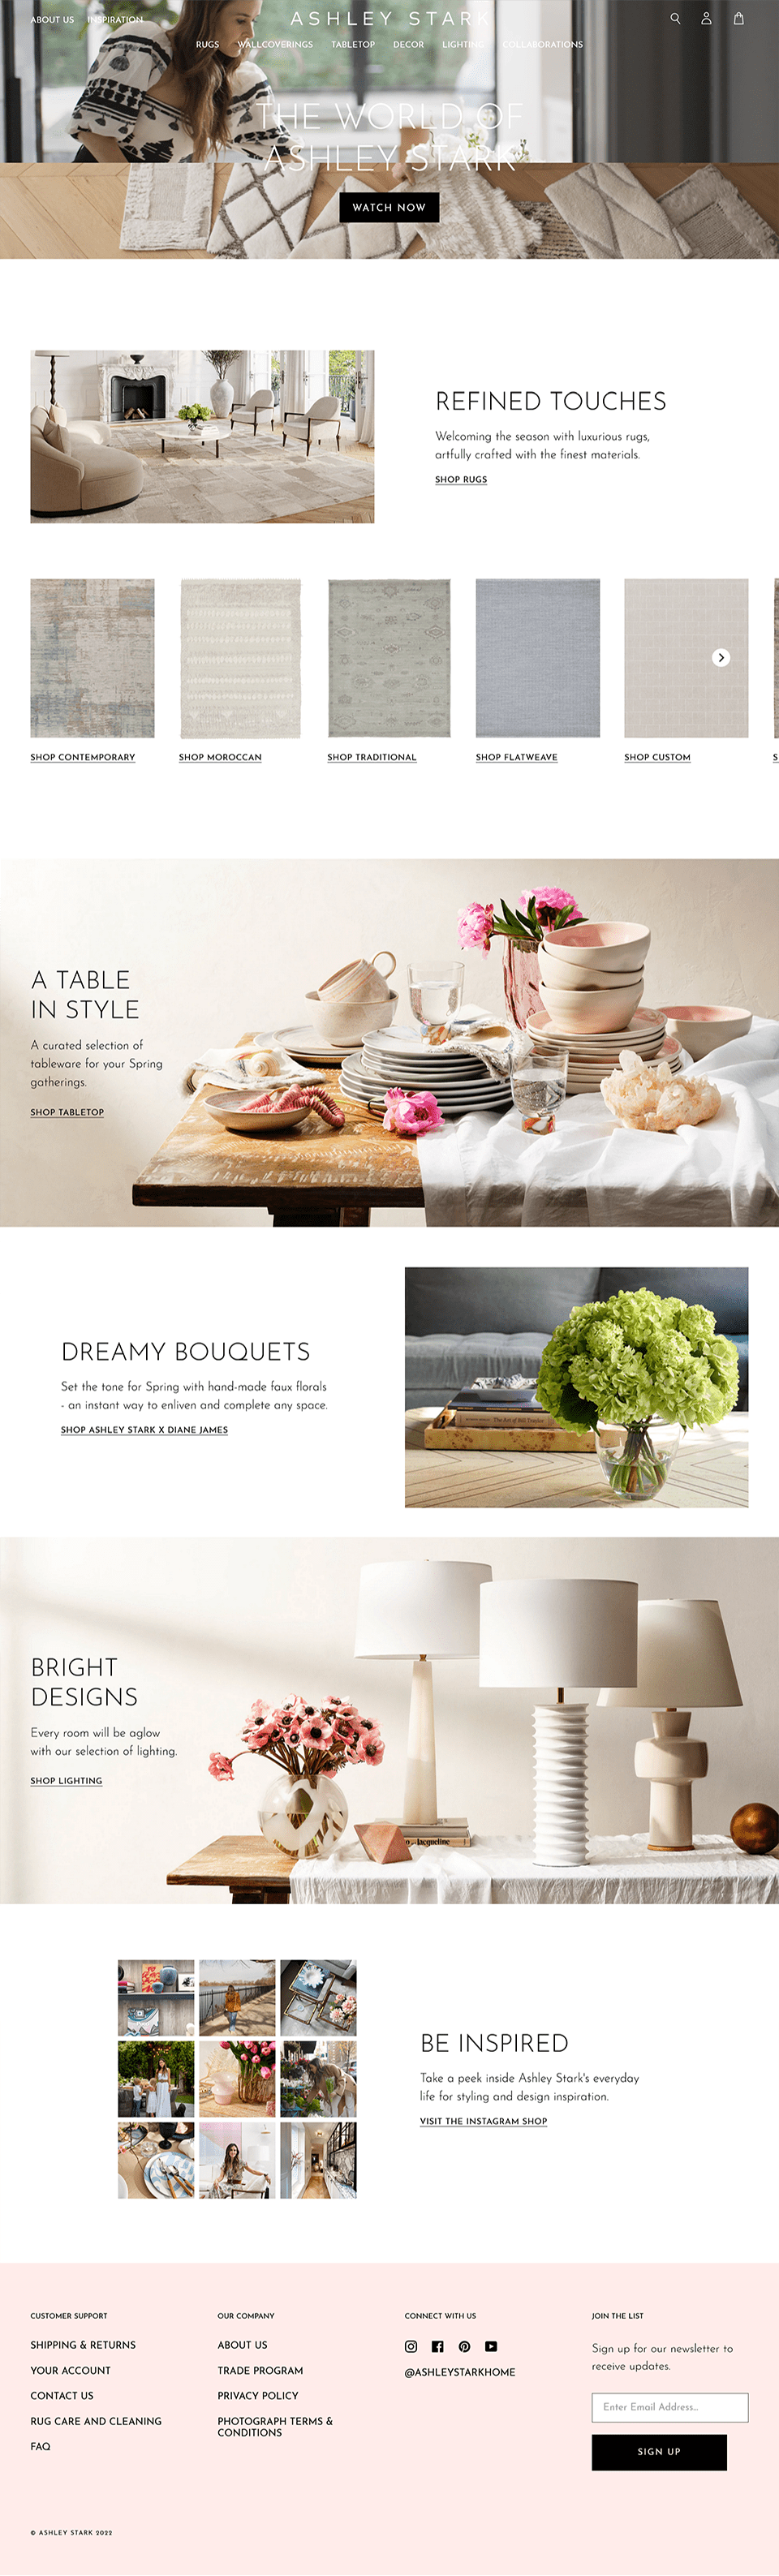 ABOUT US INSPIRATION
ASHLEY STARK
RUGS WALLCOVERINGS TABLETOP DECOR LIGHTING COLLABORATIONS
THE WORLD OF
ASHLEY STARK
WATCH NOW
REFINED TOUCHES
Welcoming the season with luxurious rugs,
artfully crafted with the finest materials.
SHOP RUGS
SHOP CONTEMPORARY
SHOP MOROCCAN
SHOP TRADITIONAL
SHOP FLATWEAVE
SHOP CUSTOM
S
A TABLE
IN STYLE
A curated selection of
tableware for your Spring
gatherings.
SHOP TABLETOP
DREAMY BOUQUETS
Set the tone for Spring with hand-made faux florals
- an instant way to enliven and complete any space.
SHOP ASHLEY STARK X DIANE JAMES
The Art of Bill Traylor
BRIGHT
DESIGNS
Every room will be aglow
with our selection of lighting.
SHOP LIGHTING
Jacqueline
BE INSPIRED
Take a peek inside Ashley Stark's everyday
life for styling and design inspiration.
VISIT THE INSTAGRAM SHOP
CUSTOMER SUPPORT
SHIPPING & RETURNS
YOUR ACCOUNT
CONTACT US
RUG CARE AND CLEANING
FAQ
OUR COMPANY
ABOUT US
TRADE PROGRAM
PRIVACY POLICY
PHOTOGRAPH TERMS &
CONDITIONS
CONNECT WITH US
@ASHLEYSTARKHOME
JOIN THE LIST
Sign up for our newsletter to
receive updates.
Enter Email Address...
SIGN UP
© ASHLEY STARK 2022